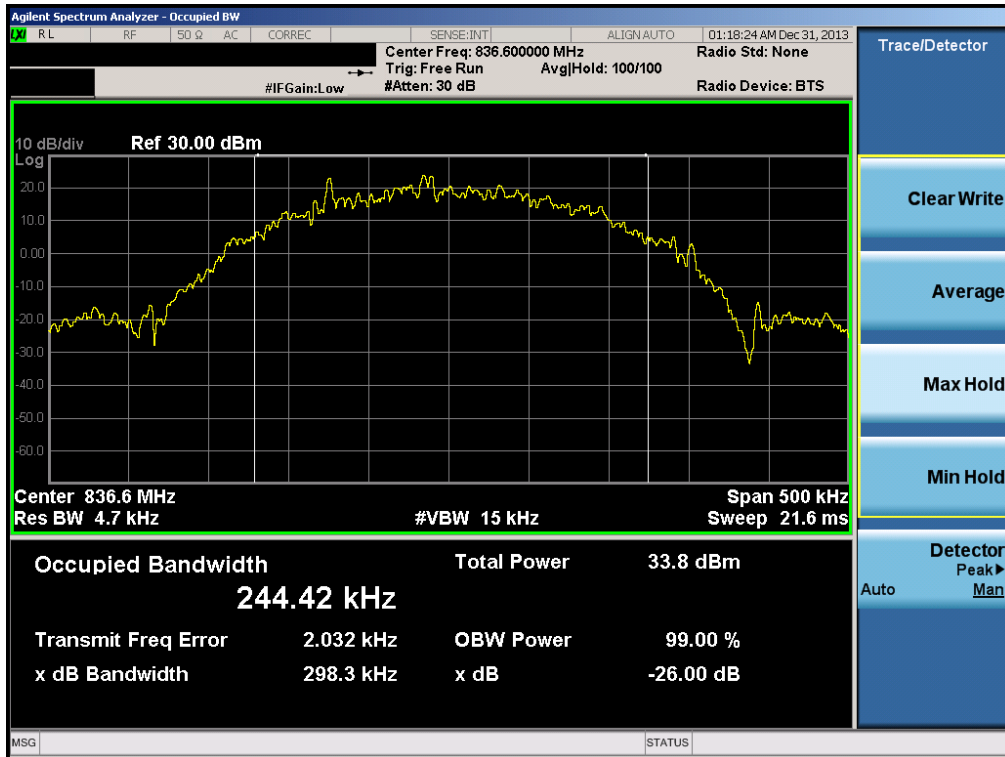 Agilent Spectrum Analyzer - Occupied BW
LXI RL RF 50 Ω AC CORREC SENSE:INT ALIGN AUTO 01:18:24 AM Dec 31, 2013
Center Freq: 836.600000 MHz Radio Std: None
Trig: Free Run Avg|Hold: 100/100
#IFGain:Low #Atten: 30 dB Radio Device: BTS
10 dB/div Ref 30.00 dBm
Log
20.0
10.0
0.00
-10.0
-20.0
-30.0
-40.0
-50.0
-60.0
Center 836.6 MHz Span 500 kHz
Res BW 4.7 kHz #VBW 15 kHz Sweep 21.6 ms
Occupied Bandwidth Total Power 33.8 dBm
244.42 kHz
Transmit Freq Error 2.032 kHz OBW Power 99.00 %
x dB Bandwidth 298.3 kHz x dB -26.00 dB
MSG STATUS
Trace/Detector
Clear Write
Average
Max Hold
Min Hold
Detector
Peak▶
Auto Man